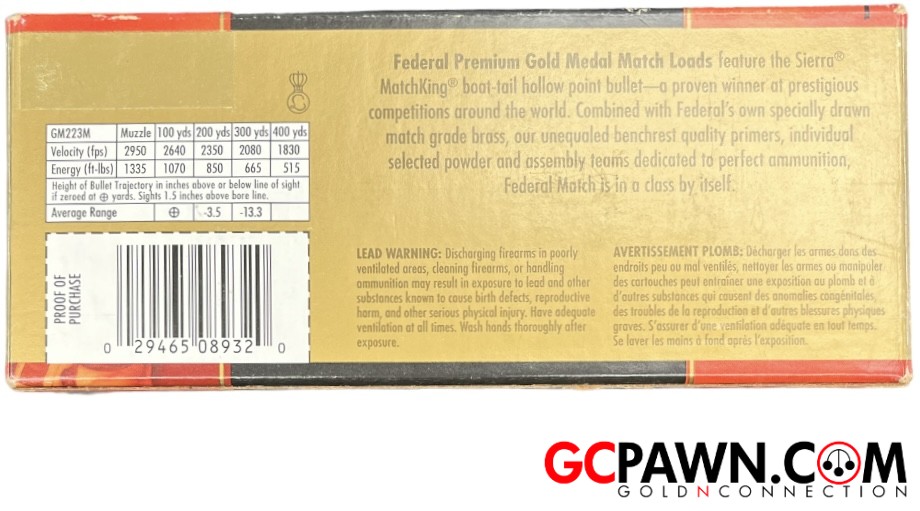 Federal Premium Gold Medal Match Loads feature the Sierra®
MatchKing® boat-tail hollow point bullet—a proven winner at prestigious
competitions around the world. Combined with Federal's own specially drawn
match grade brass, our unequaled benchrest quality primers, individual
selected powder and assembly teams dedicated to perfect ammunition,
Federal Match is in a class by itself.
GM223M Muzzle 100 yds 200 yds 300 yds 400 yds
Velocity (fps) 2950 2640 2350 2080 1830
Energy (ft-lbs) 1335 1070 850 665 515
Height of Bullet Trajectory in inches above or below line of sight
if zeroed at ⊕ yards. Sights 1.5 inches above bore line.
Average Range ⊕ -3.5 -13.3
PROOF OF
PURCHASE
0 29465 08932 0
LEAD WARNING: Discharging firearms in poorly
ventilated areas, cleaning firearms, or handling
ammunition may result in exposure to lead and other
substances known to cause birth defects, reproductive
harm, and other serious physical injury. Have adequate
ventilation at all times. Wash hands thoroughly after
exposure.
AVERTISSEMENT PLOMB: Décharger les armes dans des
endroits peu ou mal ventilés, nettoyer les armes ou manipuler
des cartouches peut entraîner une exposition au plomb et à
d'autres substances qui causent des anomalies congénitales,
des troubles de la reproduction et d'autres blessures physiques
graves. S'assurer d'une ventilation adéquate en tout temps.
Se laver les mains à fond après l'exposition.
GCPAWN.COM
GOLDNCONNECTION